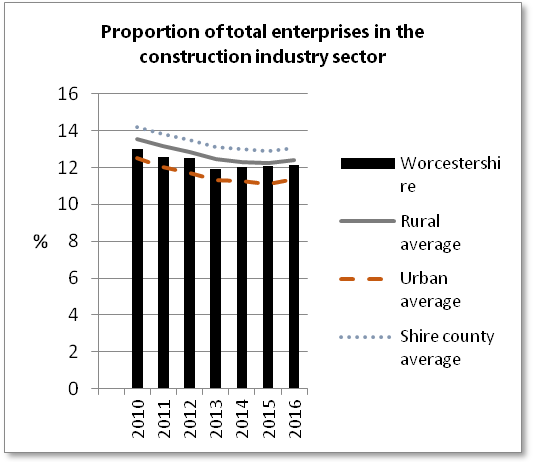 Proportion of total enterprises in the
construction industry sector
16
14
12
10
8
6
4
2
0
%
2010
2011
2012
2013
2014
2015
2016
Worcestershi
re
Rural
average
Urban
average
Shire county
average